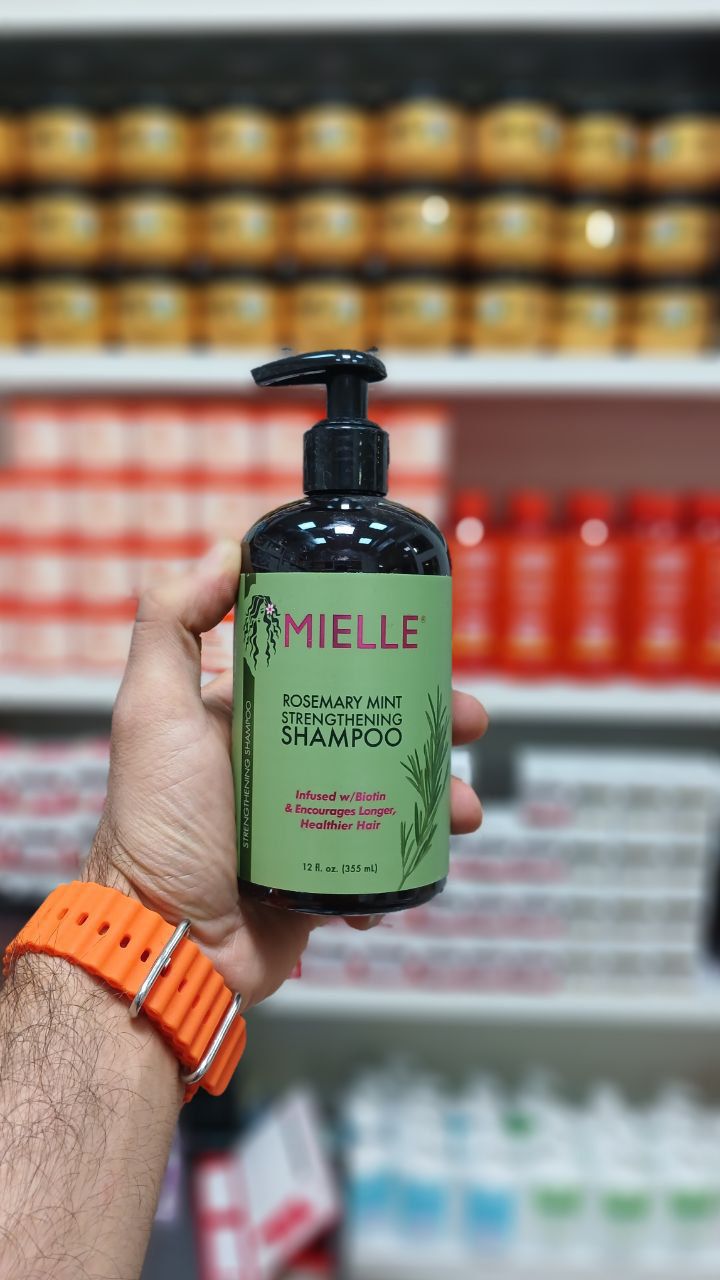 MIELLE®
ROSEMARY MINT
STRENGTHENING
SHAMPOO
Infused w/Biotin
& Encourages Longer,
Healthier Hair
12 fl. oz. (355 mL)
STRENGTHENING SHAMPOO